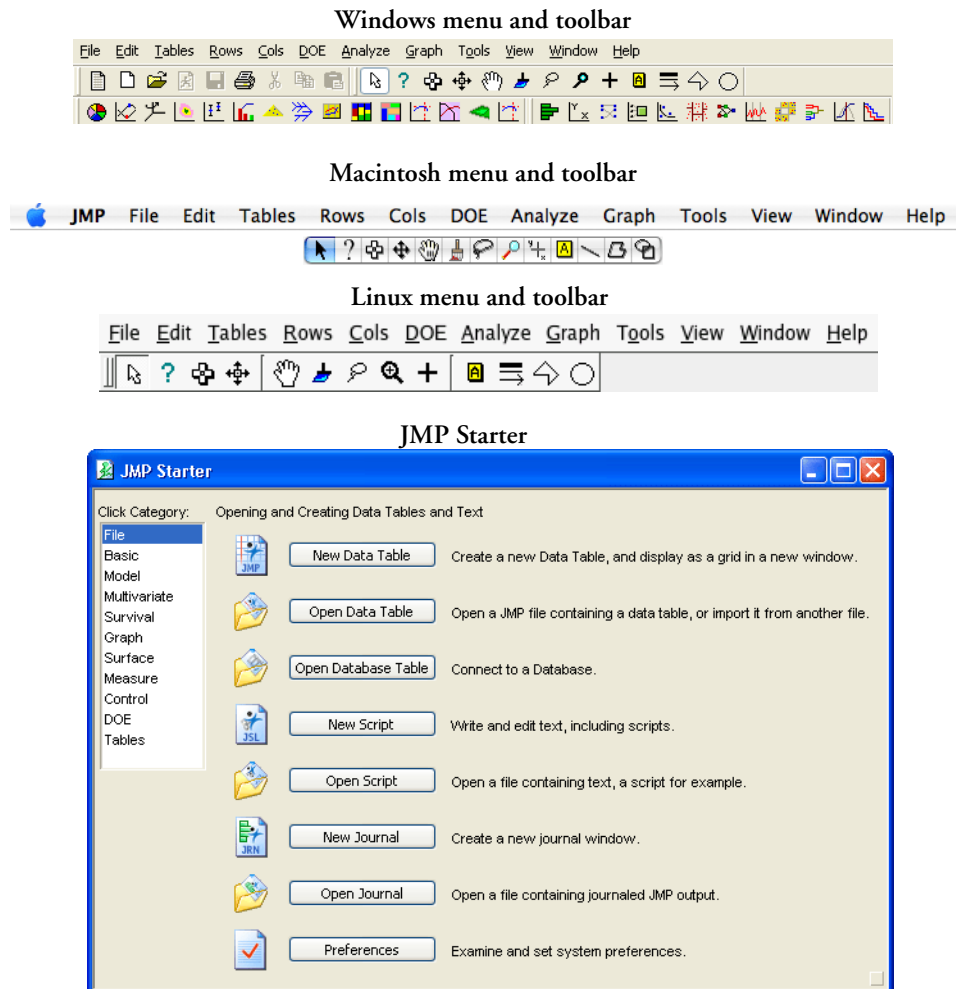 Windows menu and toolbar
File Edit Tables Rows Cols DOE Analyze Graph Tools View Window Help
Macintosh menu and toolbar
JMP File Edit Tables Rows Cols DOE Analyze Graph Tools View Window Help
Linux menu and toolbar
File Edit Tables Rows Cols DOE Analyze Graph Tools View Window Help
JMP Starter
JMP Starter
Click Category: Opening and Creating Data Tables and Text
File
Basic
Model
Multivariate
Survival
Graph
Surface
Measure
Control
DOE
Tables
JMP New Data Table Create a new Data Table, and display as a grid in a new window.
Open Data Table Open a JMP file containing a data table, or import it from another file.
Open Database Table Connect to a Database.
JSL New Script Write and edit text, including scripts.
Open Script Open a file containing text, a script for example.
JRN New Journal Create a new journal window.
Open Journal Open a file containing journaled JMP output.
Preferences Examine and set system preferences.